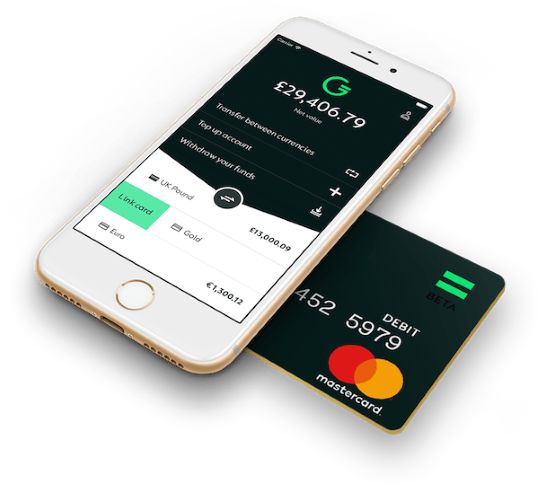 Carrier
£29,406.79
Net value
Transfer between currencies
Top up account
Withdraw your funds
UK Pound
£13,000.09
Link card
Gold
Euro
€1,300.12
BETA
DEBIT
452 5979
mastercard.